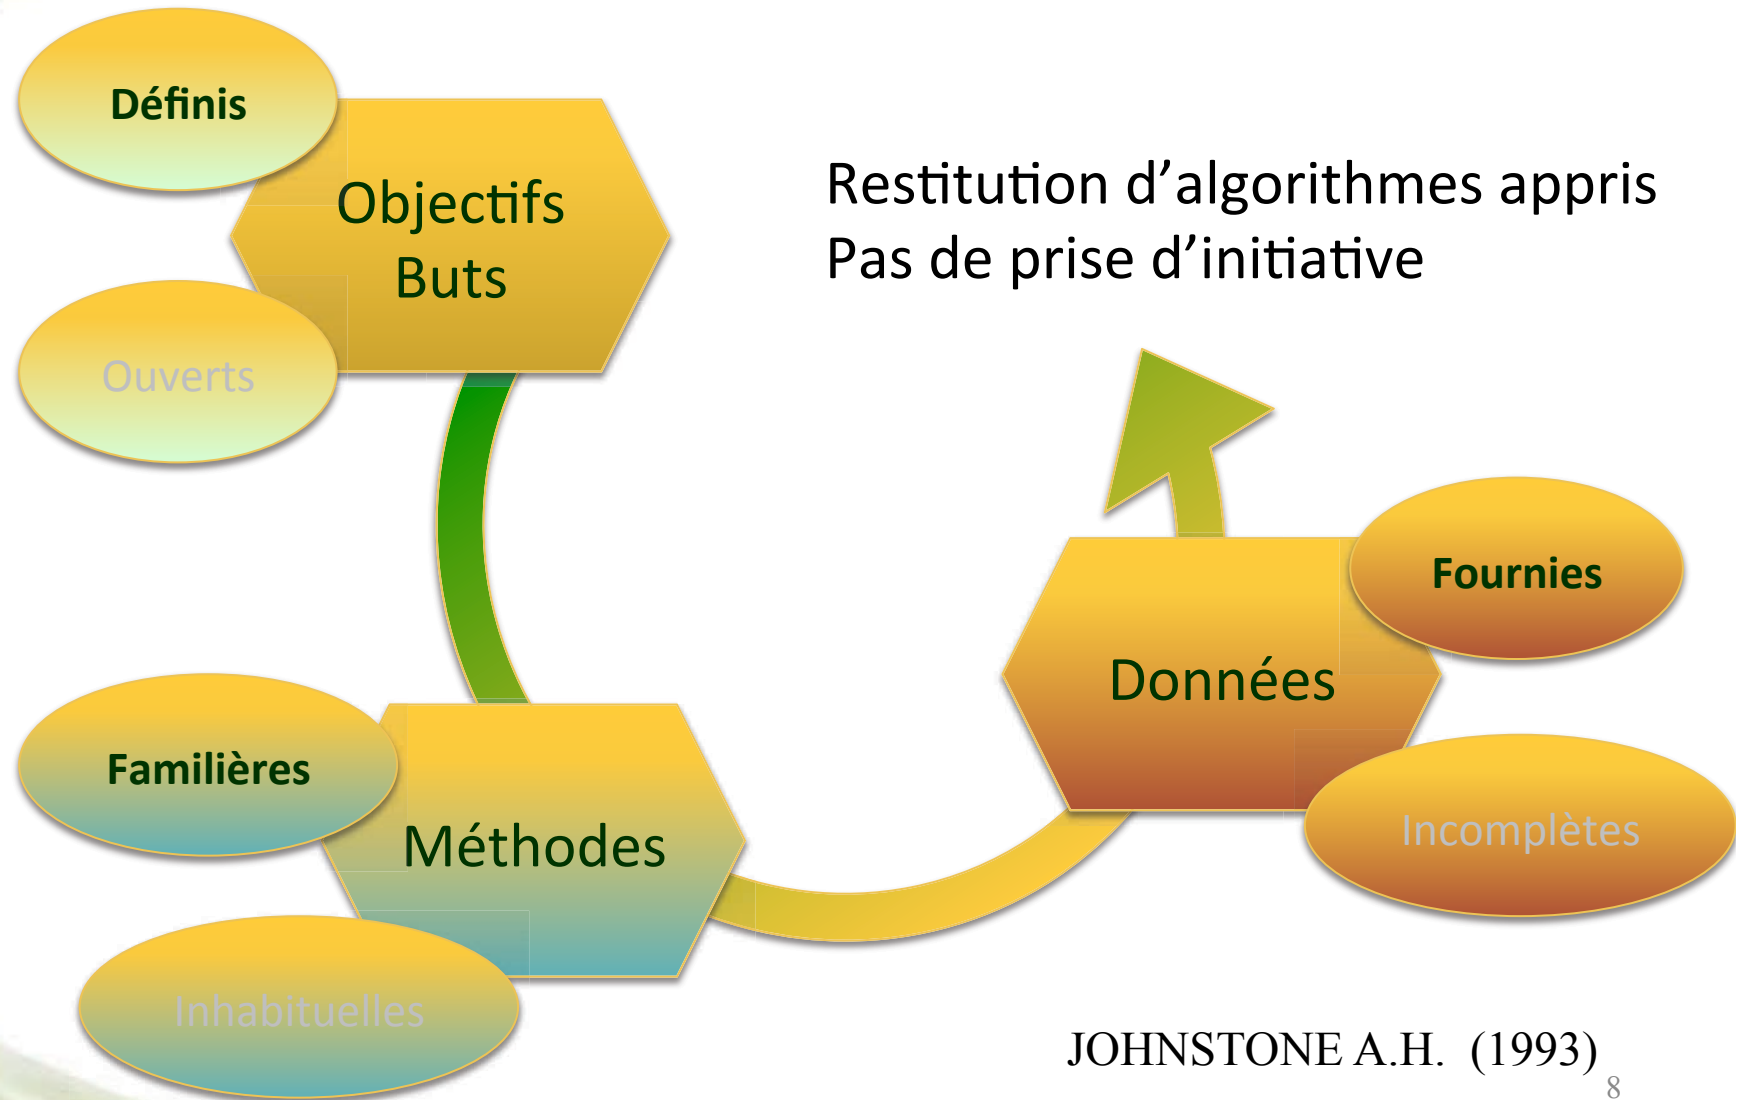 Définis
Objectifs
Buts
Ouverts
Restitution d’algorithmes appris
Pas de prise d’initiative
Familières
Méthodes
Inhabituelles
Fournies
Données
Incomplètes
JOHNSTONE A.H. (1993)
8